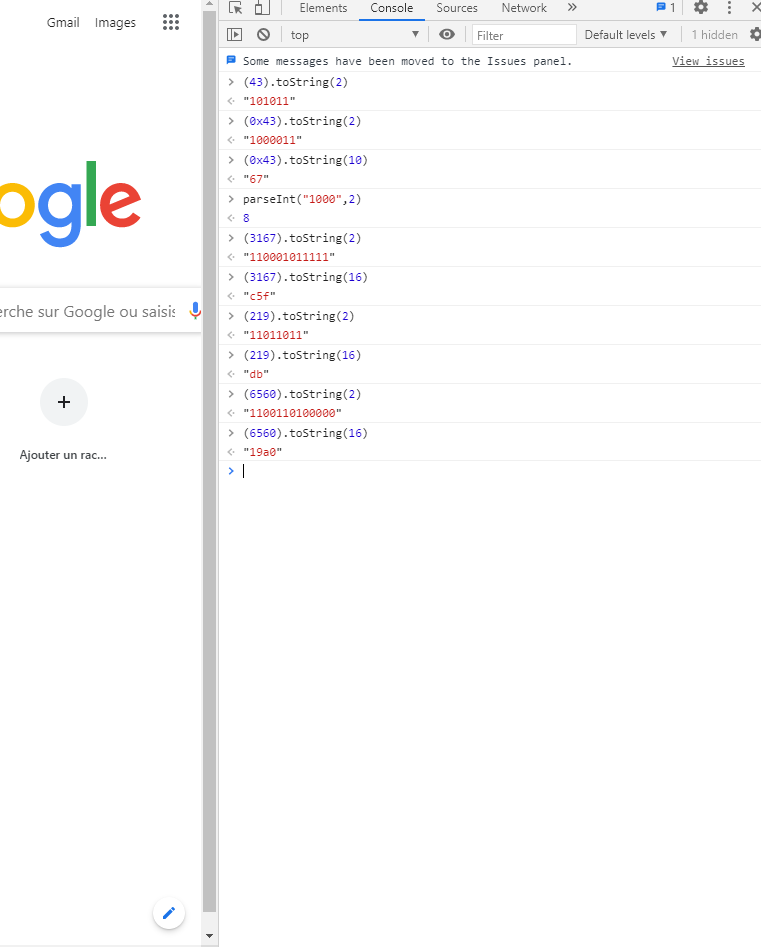 Gmail Images
ogle
erche sur Google ou saisis
Ajouter un rac...
Elements Console Sources Network 1
top Filter Default levels 1 hidden
Some messages have been moved to the Issues panel. View issues
(43).toString(2)
"101011"
(0x43).toString(2)
"1000011"
(0x43).toString(10)
"67"
parseInt("1000",2)
8
(3167).toString(2)
"110001011111"
(3167).toString(16)
"c5f"
(219).toString(2)
"11011011"
(219).toString(16)
"db"
(6560).toString(2)
"1100110100000"
(6560).toString(16)
"19a0"